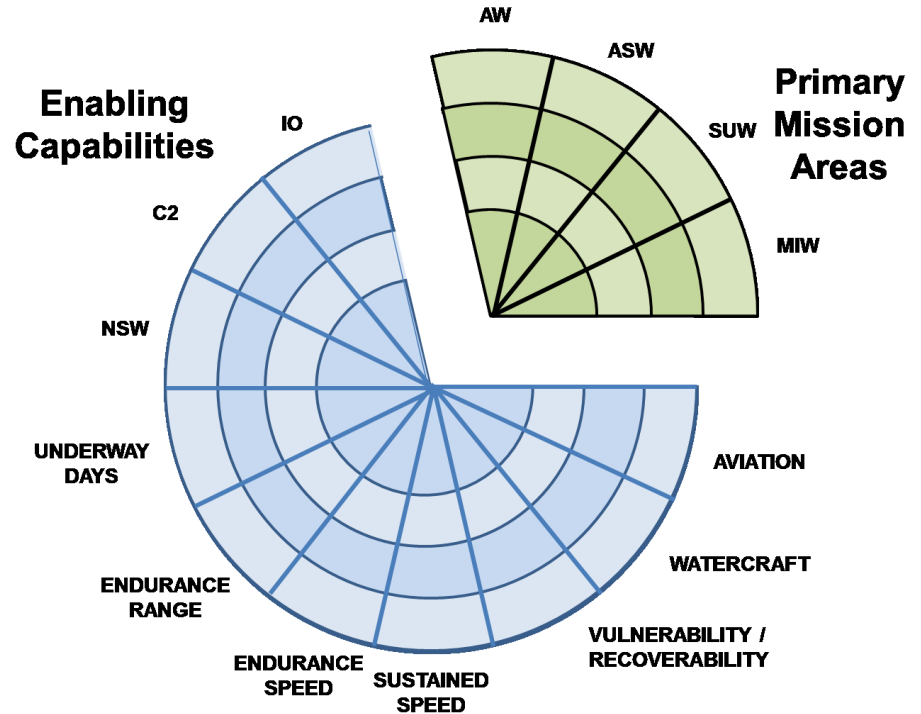 AW
ASW
SUW
MIW
Primary
Mission
Areas
Enabling
Capabilities
IO
C2
NSW
UNDERWAY
DAYS
ENDURANCE
RANGE
ENDURANCE
SPEED
SUSTAINED
SPEED
VULNERABILITY /
RECOVERABILITY
WATERCRAFT
AVIATION